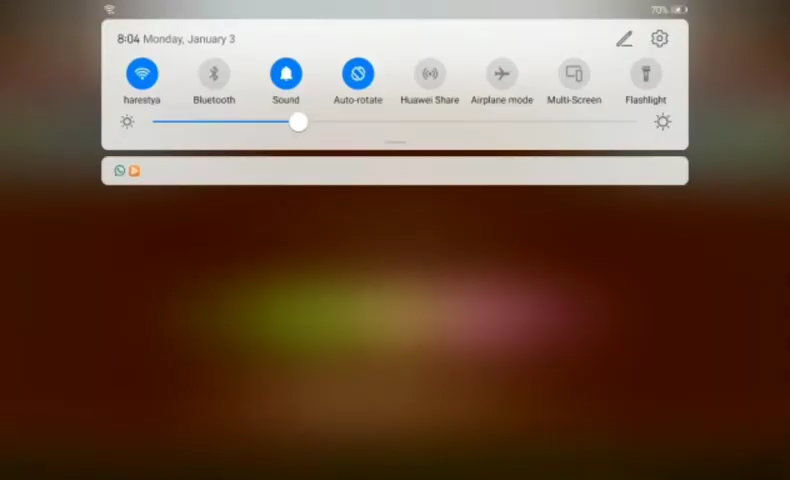 70%
8:04 Monday, January 3
harestya Bluetooth Sound Auto-rotate Huawei Share Airplane mode Multi-Screen Flashlight